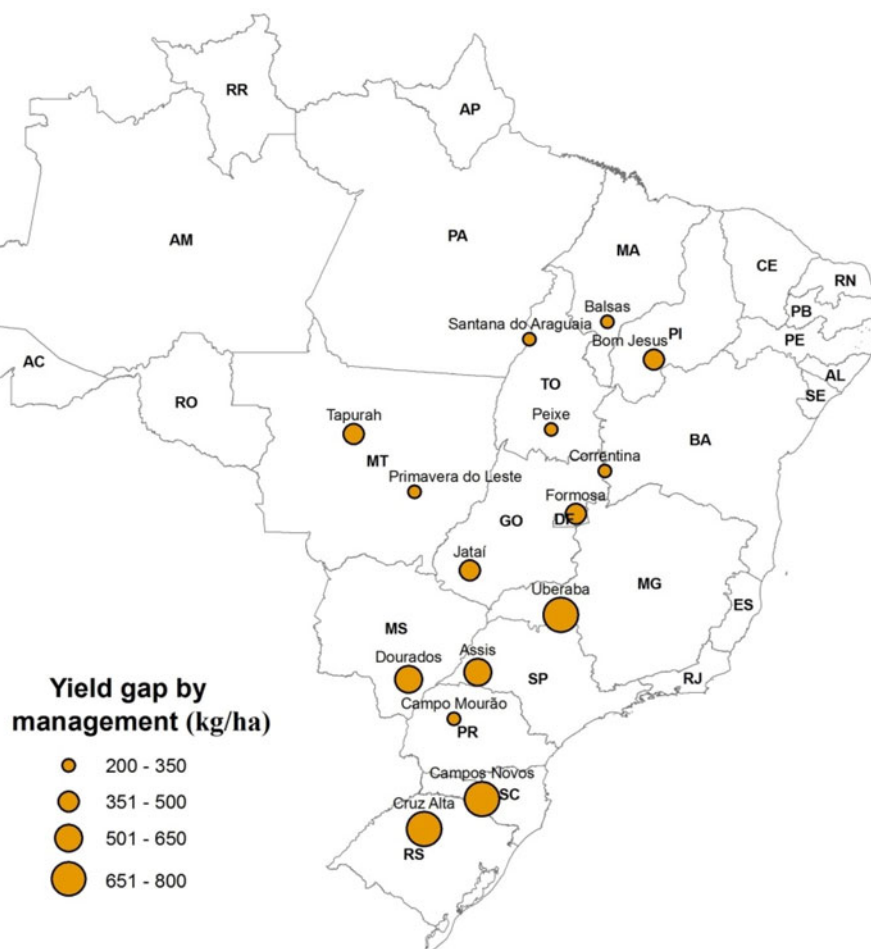 RR
AP
AM
PA
MA
CE
RN
Balsas
PB
Santana do Araguaia
Bom Jesus
PI
PE
AC
TO
AL
RO
SE
Tapurah
Peixe
BA
MT
Correntina
Primavera do Leste
Formosa
GO
DF
Jataí
Uberaba
MG
ES
MS
Dourados
Assis
SP
RJ
Campo Mourão
PR
Campos Novos
SC
Cruz Alta
RS
Yield gap by
management (kg/ha)
200 - 350
351 - 500
501 - 650
651 - 800